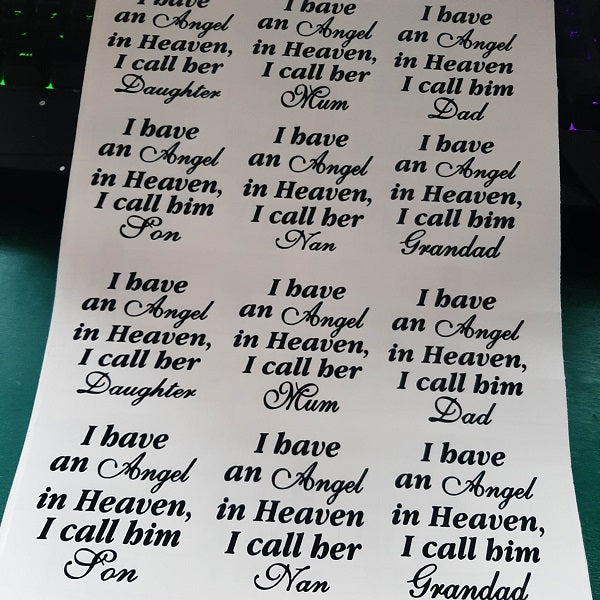 I have
an Angel
in Heaven,
I call her
Daughter
I have
an Angel
in Heaven,
I call her
Mum
I have
an Angel
in Heaven
I call him
Dad
I have
an Angel
in Heaven,
I call him
Son
I have
an Angel
in Heaven,
I call her
Nan
I have
an Angel
in Heaven,
I call him
Grandad
I have
an Angel
in Heaven,
I call her
Daughter
I have
an Angel
in Heaven,
I call her
Mum
I have
an Angel
in Heaven,
I call him
Dad
I have
an Angel
in Heaven,
I call him
Son
I have
an Angel
in Heaven
I call her
Nan
I have
an Angel
in Heaven,
I call him
Grandad